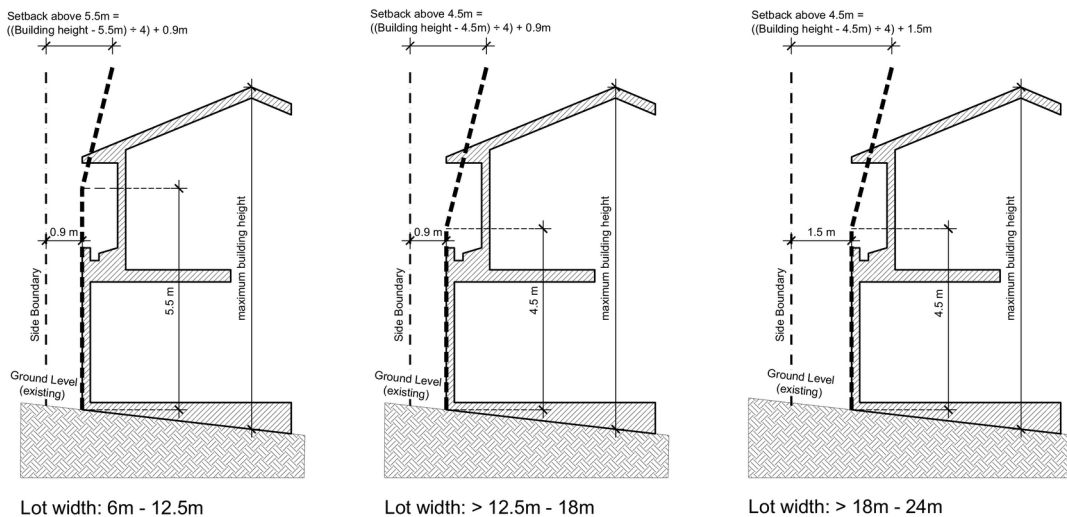 Setback above 5.5m =
((Building height - 5.5m) ÷ 4) + 0.9m
0.9 m
Side Boundary
5.5 m
maximum building height
Ground Level
(existing)
Lot width: 6m - 12.5m
Setback above 4.5m =
((Building height - 4.5m) ÷ 4) + 0.9m
0.9 m
Side Boundary
4.5 m
maximum building height
Ground Level
(existing)
Lot width: > 12.5m - 18m
Setback above 4.5m =
((Building height - 4.5m) ÷ 4) + 1.5m
1.5 m
Side Boundary
4.5 m
maximum building height
Ground Level
(existing)
Lot width: > 18m - 24m